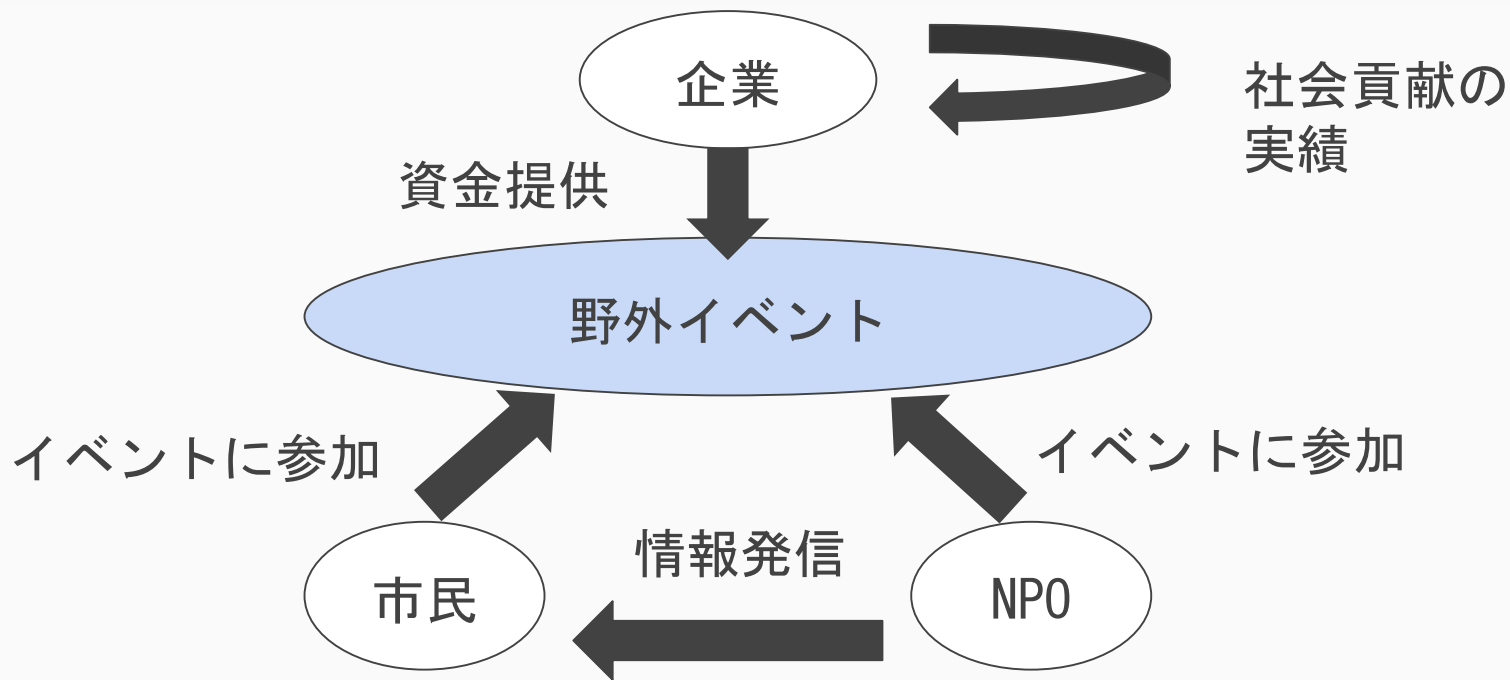 企業
社会貢献の
実績
資金提供
野外イベント
イベントに参加
イベントに参加
情報発信
市民
NPO